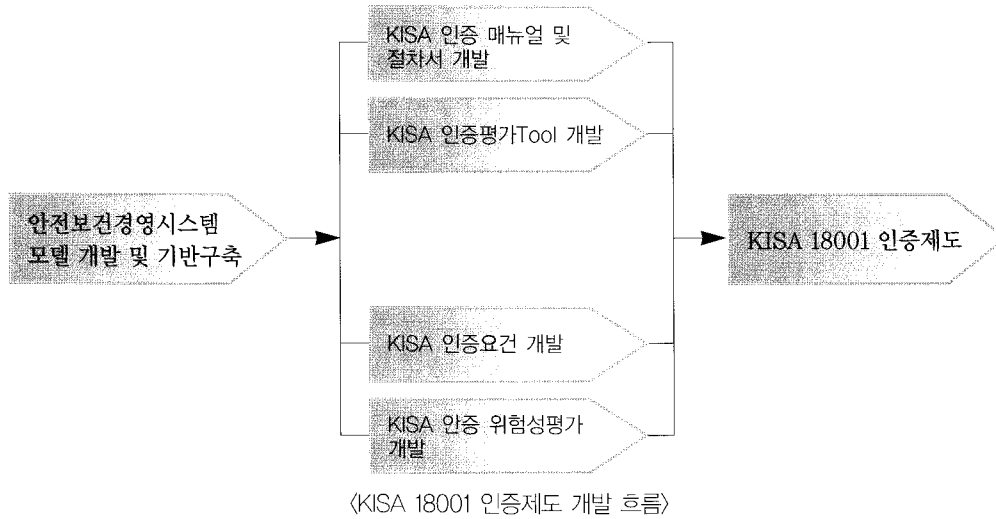 KISA 인증 매뉴얼 및
절차서 개발
KISA 인증평가Tool 개발
안전보건경영시스템
모델 개발 및 기반구축
KISA 18001 인증제도
KISA 인증요건 개발
KISA 안증 위험성평가
개발
〈KISA 18001 인증제도 개발 흐름〉